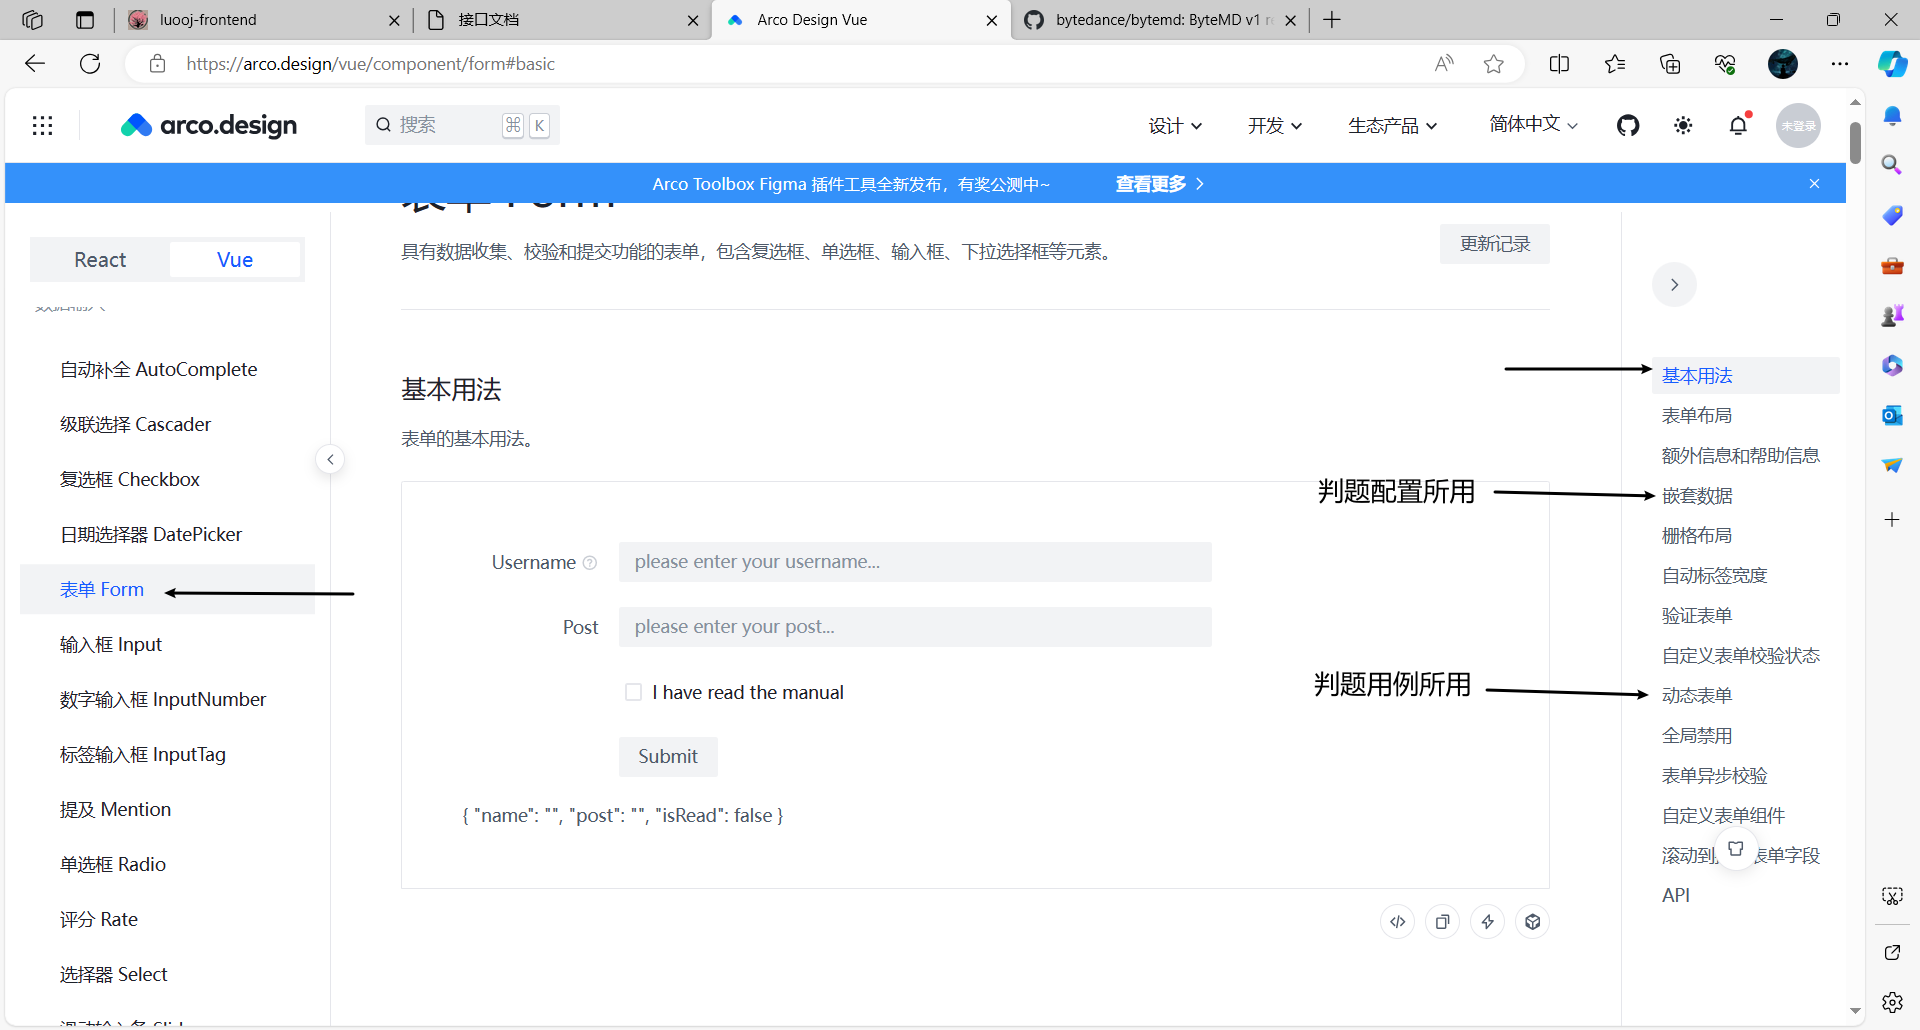 luooj-frontend
接口文档
Arco Design Vue
bytedance/bytemd: ByteMD v1 r
https://arco.design/vue/component/form#basic
arco.design
搜索
⌘ K
设计
开发
生态产品
简体中文
未登录
Arco Toolbox Figma 插件工具全新发布，有奖公测中~
查看更多
表单 Form
React
Vue
具有数据收集、校验和提交功能的表单，包含复选框、单选框、输入框、下拉选择框等元素。
更新记录
数据输入
自动补全 AutoComplete
级联选择 Cascader
复选框 Checkbox
日期选择器 DatePicker
表单 Form
输入框 Input
数字输入框 InputNumber
标签输入框 InputTag
提及 Mention
单选框 Radio
评分 Rate
选择器 Select
基本用法
表单的基本用法。
Username
please enter your username...
Post
please enter your post...
I have read the manual
Submit
{ "name": "", "post": "", "isRead": false }
判题配置所用
判题用例所用
基本用法
表单布局
额外信息和帮助信息
嵌套数据
栅格布局
自动标签宽度
验证表单
自定义表单校验状态
动态表单
全局禁用
表单异步校验
自定义表单组件
滚动到 表单字段
API